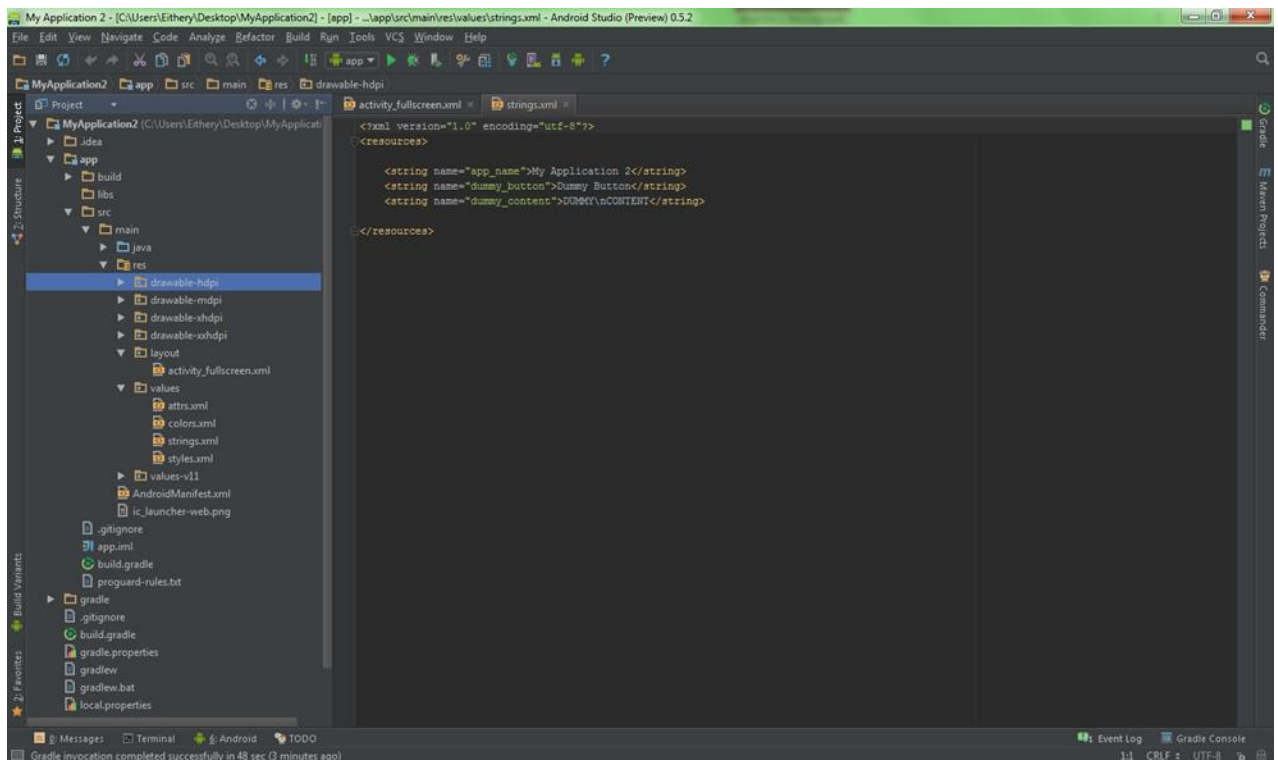 My Application 2 - [C:\Users\Eithery\Desktop\MyApplication2] - [app] - ...\app\src\main\res\values\strings.xml - Android Studio (Preview) 0.5.2
File Edit View Navigate Code Analyze Refactor Build Run Tools VCS Window Help
app
MyApplication2 app src main res drawable-hdpi
Project
activity_fullscreen.xml strings.xml
1: Project
2: Structure
Build Variants
2: Favorites
MyApplication2 (C:\Users\Eithery\Desktop\MyApplicati
.idea
app
build
libs
src
main
java
res
drawable-hdpi
drawable-mdpi
drawable-xhdpi
drawable-xxhdpi
layout
activity_fullscreen.xml
values
attrs.xml
colors.xml
strings.xml
styles.xml
values-v11
AndroidManifest.xml
ic_launcher-web.png
.gitignore
app.iml
build.gradle
proguard-rules.txt
gradle
.gitignore
build.gradle
gradle.properties
gradlew
gradlew.bat
local.properties
<?xml version="1.0" encoding="utf-8"?>
<resources>
<string name="app_name">My Application 2</string>
<string name="dummy_button">Dummy Button</string>
<string name="dummy_content">DUMMY\nCONTENT</string>
</resources>
Gradle
Maven Projects
Commander
0: Messages Terminal 6: Android TODO
1 Event Log Gradle Console
Gradle invocation completed successfully in 48 sec (3 minutes ago)
1:1 CRLF UTF-8